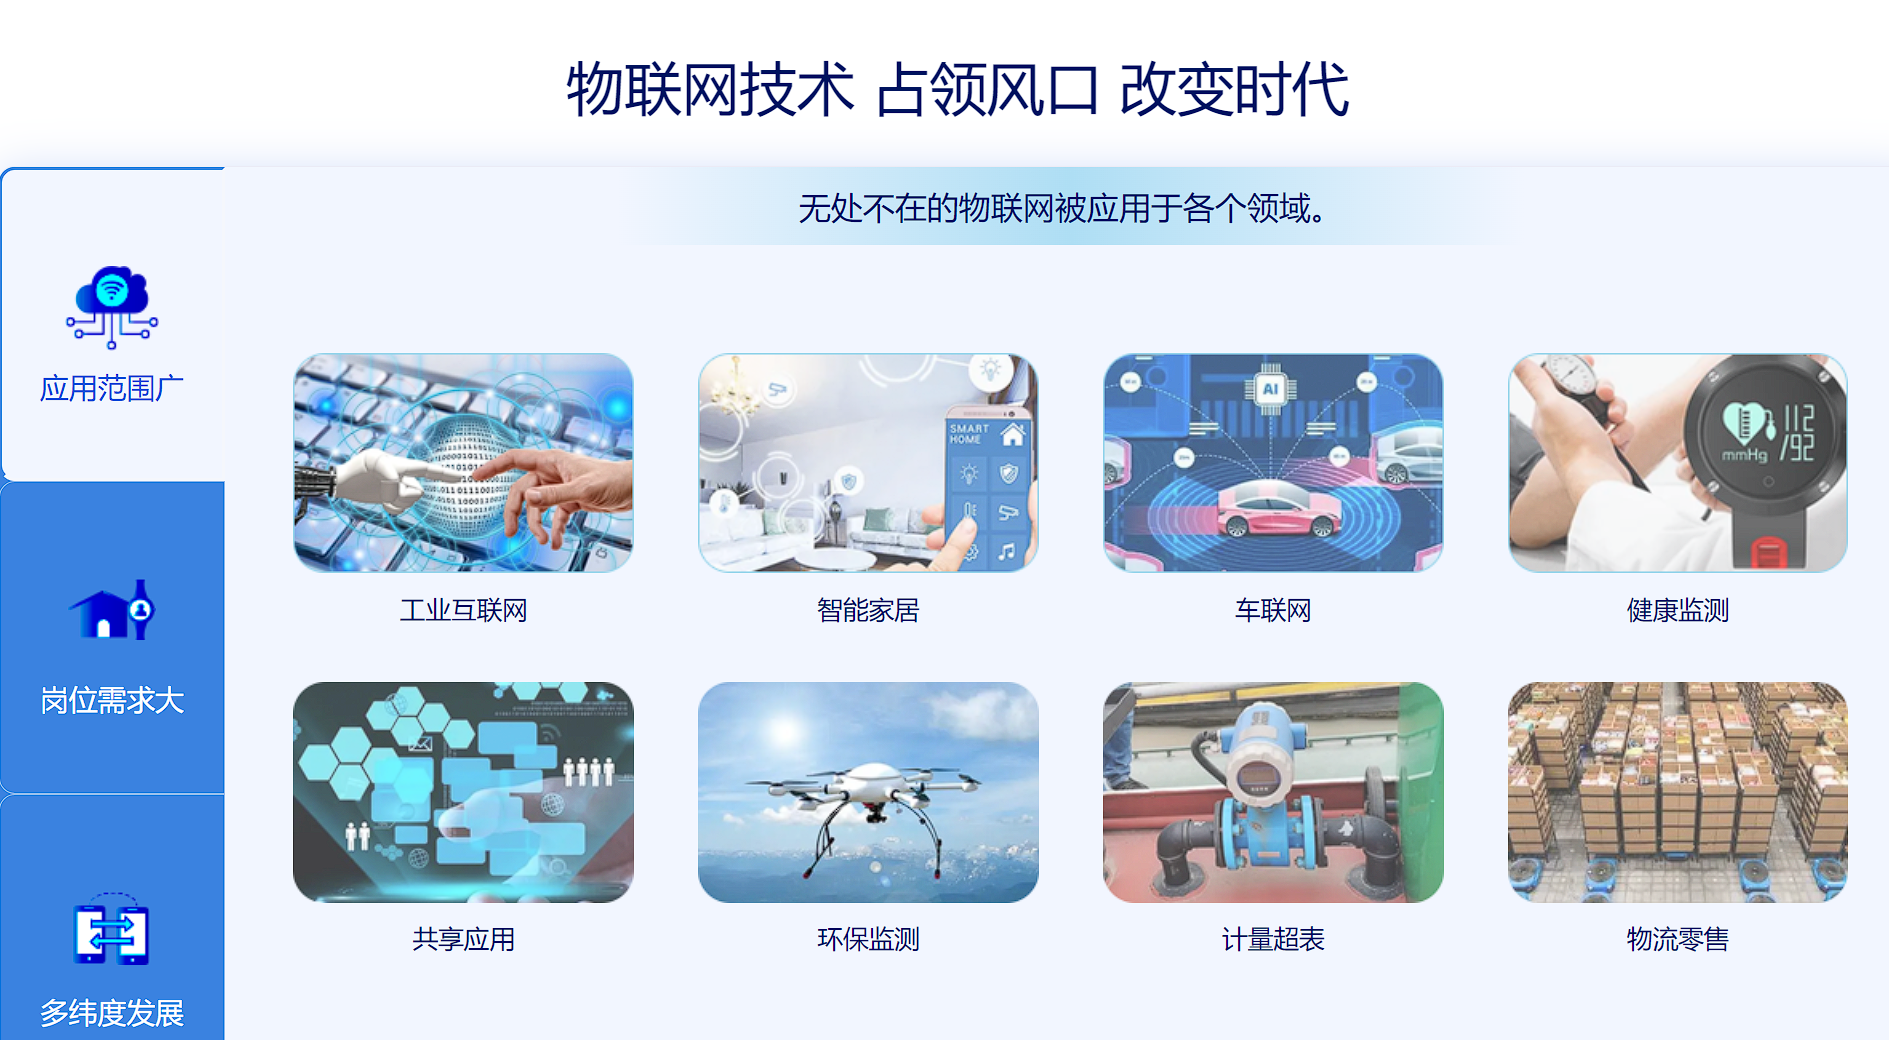 物联网技术 占领风口 改变时代
无处不在的物联网被应用于各个领域。
应用范围广
岗位需求大
多纬度发展
SMART
HOME
AI
112
/92
mmHg
工业互联网
智能家居
车联网
健康监测
共享应用
环保监测
计量超表
物流零售